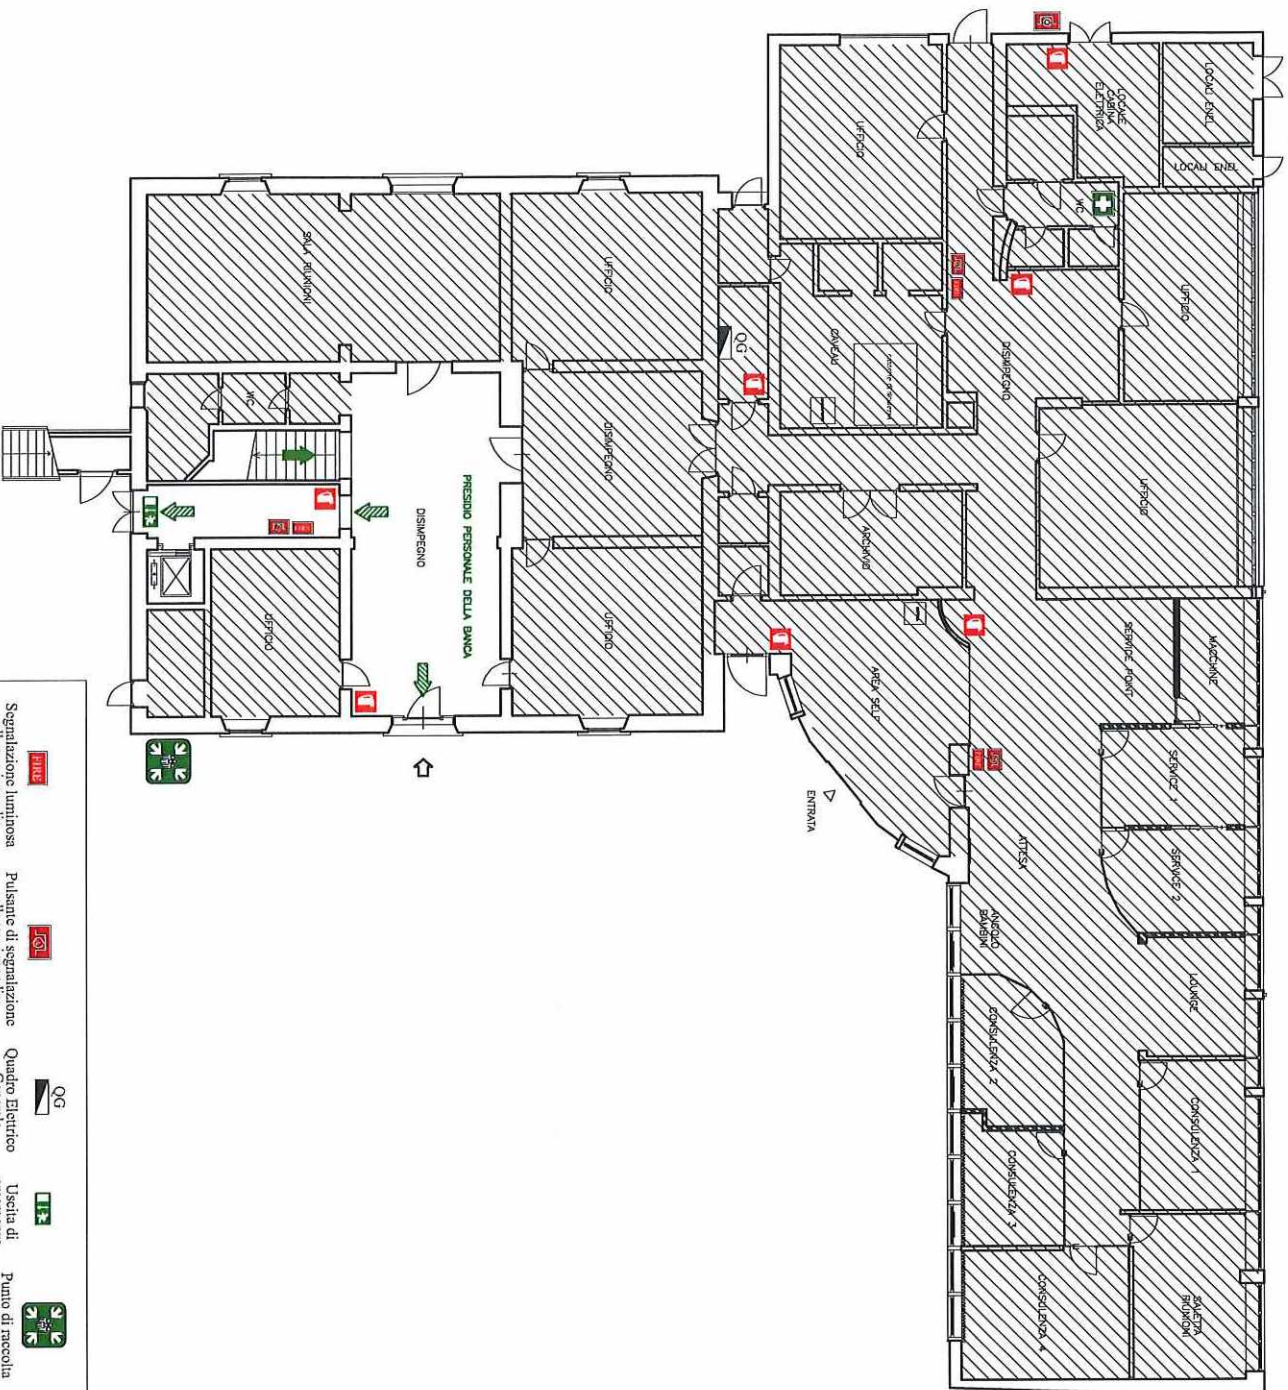 LOCALI ENEL
LOCALI ENEL
MACCHINE
SALETTA
RIUNIONI
LOUNGE
CONSULENZA 1
UFFICIO
SERVICE 1
SERVICE 2
UFFICIO
SERVICE POINT
LOCALE
CABINA
ELETTRICA
WC
CONSULENZA 4
ATTESA
CONSULENZA 3
DISIMPEGNO
CONSULENZA 2
ANGOLO
BAMBINI
FIRE
FIRE
AREA SELF
ARCHIVIO
UFFICIO
CAVEAU
ENTRATA
QG
UFFICIO
DISIMPEGNO
UFFICIO
PRESIDIO PERSONALE DELLA BANCA
DISIMPEGNO
SALA RIUNIONI
FIRE
WC
UFFICIO
FIRE
QG
Segnalazione luminosa
Pulsante di segnalazione
Quadro Elettrico
Uscita di
Punto di raccolta